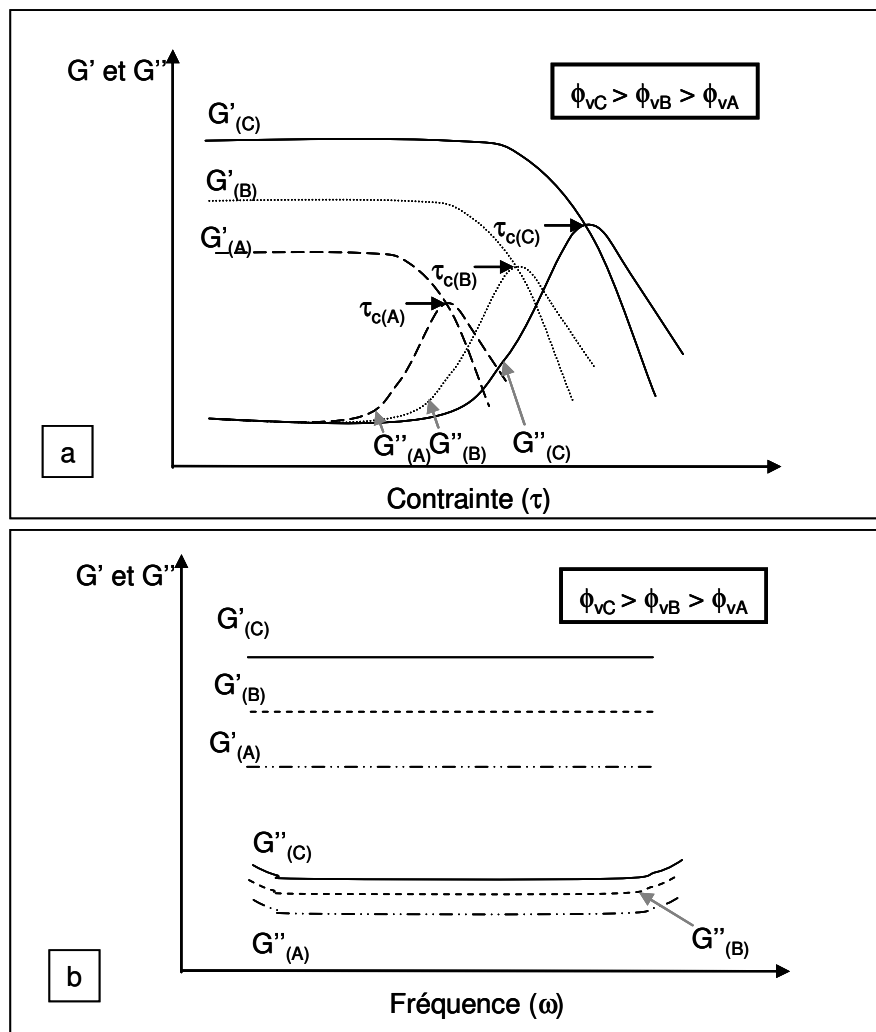 G' et G''
ϕvC > ϕvB > ϕvA
G'(C)
G'(B)
G'(A)
τc(C)
τc(B)
τc(A)
G''(A)
G''(B)
G''(C)
a
Contrainte (τ)
G' et G''
ϕvC > ϕvB > ϕvA
G'(C)
G'(B)
G'(A)
G''(C)
G''(B)
G''(A)
b
Fréquence (ω)